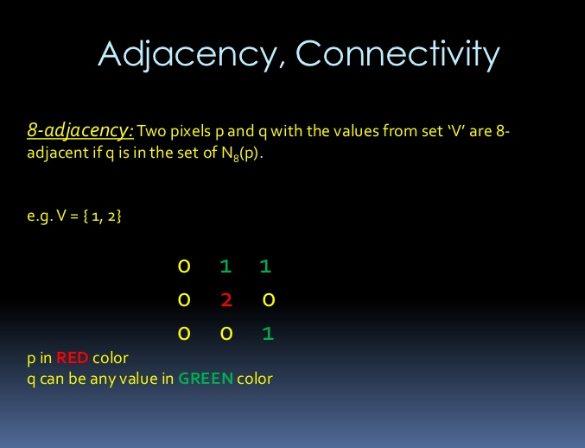 Adjacency, Connectivity
8-adjacency: Two pixels p and q with the values from set ‘V’ are 8-
adjacent if q is in the set of N8(p).
e.g. V = { 1, 2}
0 1 1
0 2 0
0 0 1
p in RED color
q can be any value in GREEN color